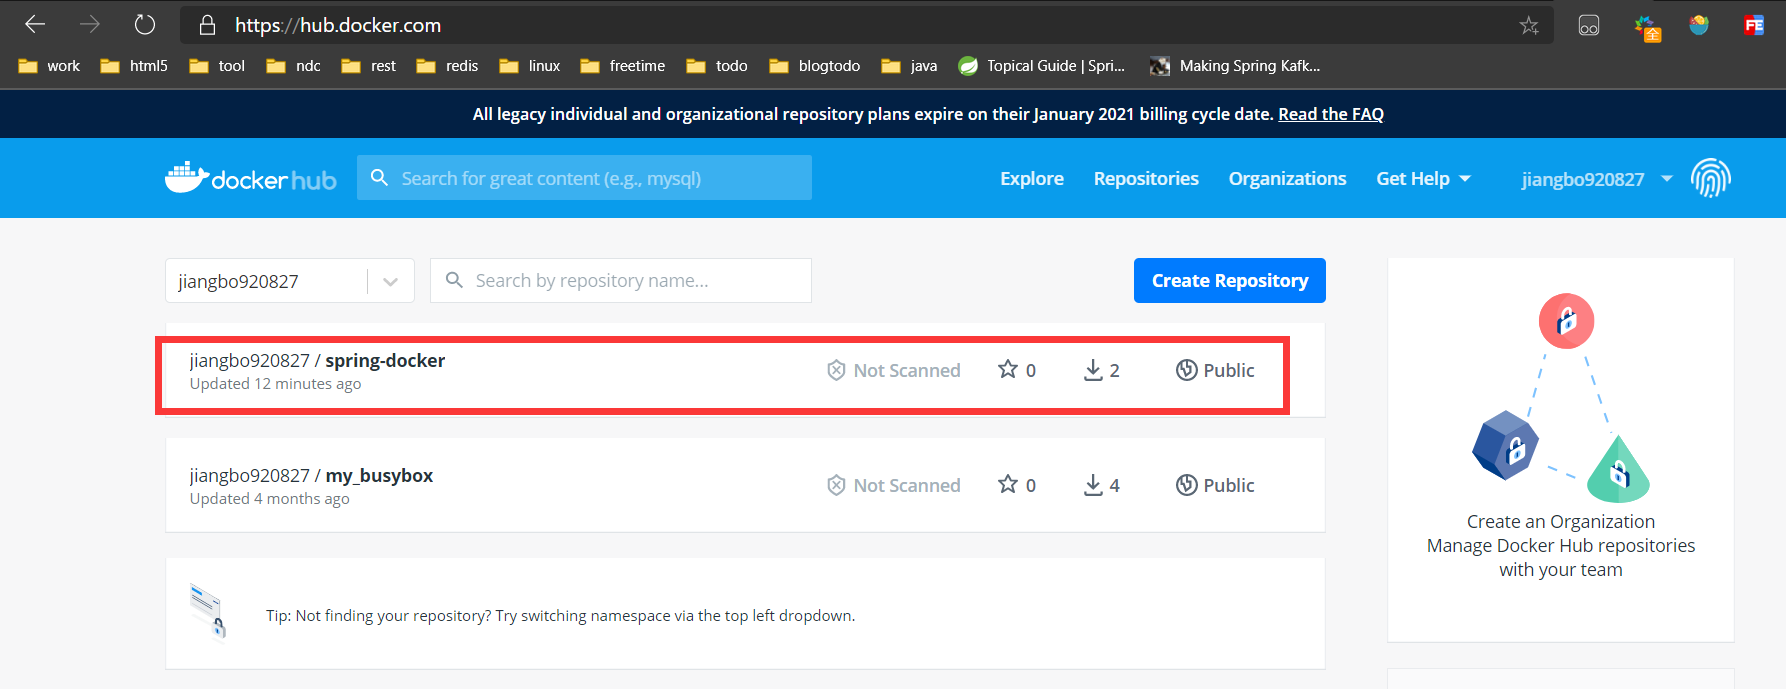 https://hub.docker.com
work html5 tool ndc rest redis linux freetime todo blogtodo java Topical Guide | Spri... Making Spring Kafk...
All legacy individual and organizational repository plans expire on their January 2021 billing cycle date. Read the FAQ
docker hub Search for great content (e.g., mysql) Explore Repositories Organizations Get Help jiangbo920827
jiangbo920827 Search by repository name... Create Repository
jiangbo920827 / spring-docker
Updated 12 minutes ago
Not Scanned 0 2 Public
jiangbo920827 / my_busybox
Updated 4 months ago
Not Scanned 0 4 Public
Tip: Not finding your repository? Try switching namespace via the top left dropdown.
Create an Organization
Manage Docker Hub repositories
with your team
全
FE